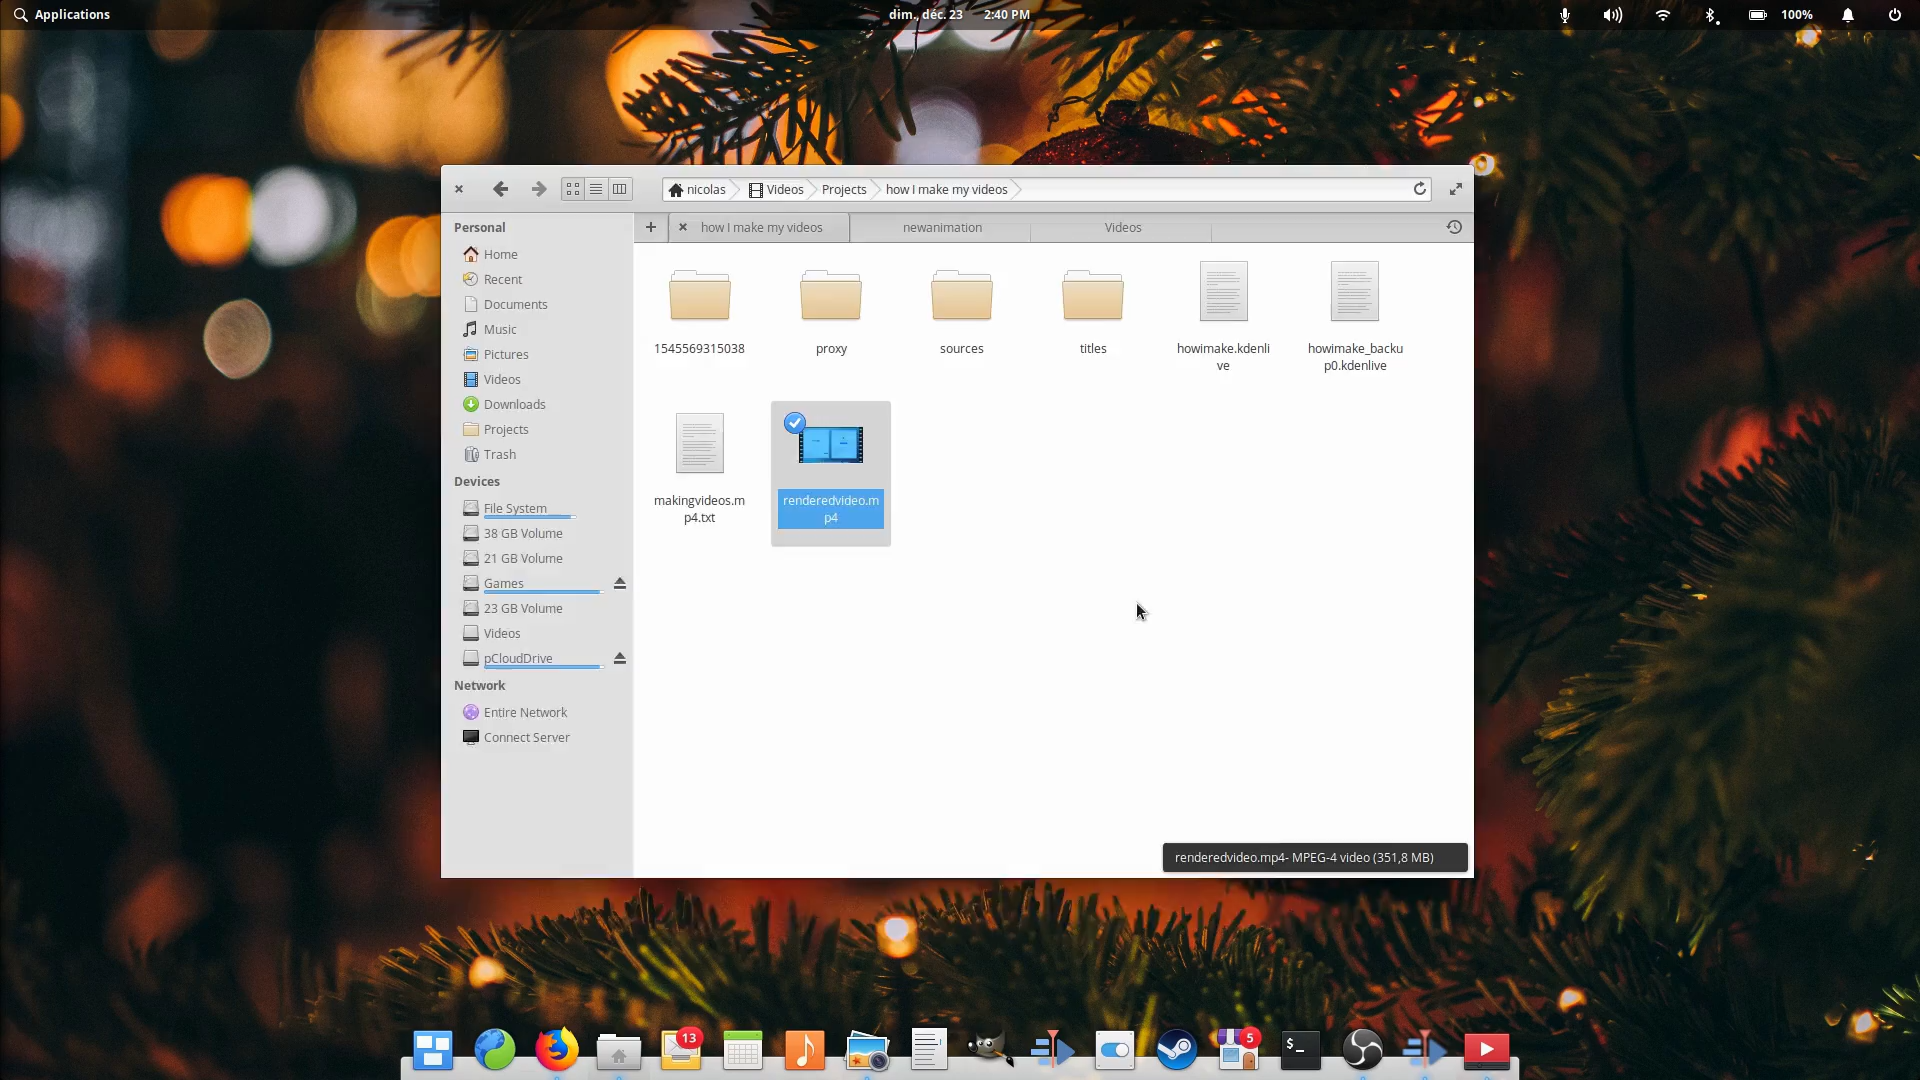 Applications
dim., déc. 23 2:40 PM
100%
nicolas Videos Projects how I make my videos
how I make my videos newanimation Videos
Personal
Home
Recent
Documents
Music
Pictures
Videos
Downloads
Projects
Trash
Devices
File System
38 GB Volume
21 GB Volume
Games
23 GB Volume
Videos
pCloudDrive
Network
Entire Network
Connect Server
1545569315038
proxy
sources
titles
howimake.kdenli
ve
howimake_backu
p0.kdenlive
makingvideos.m
p4.txt
renderedvideo.m
p4
renderedvideo.mp4- MPEG-4 video (351,8 MB)
13
5
$_